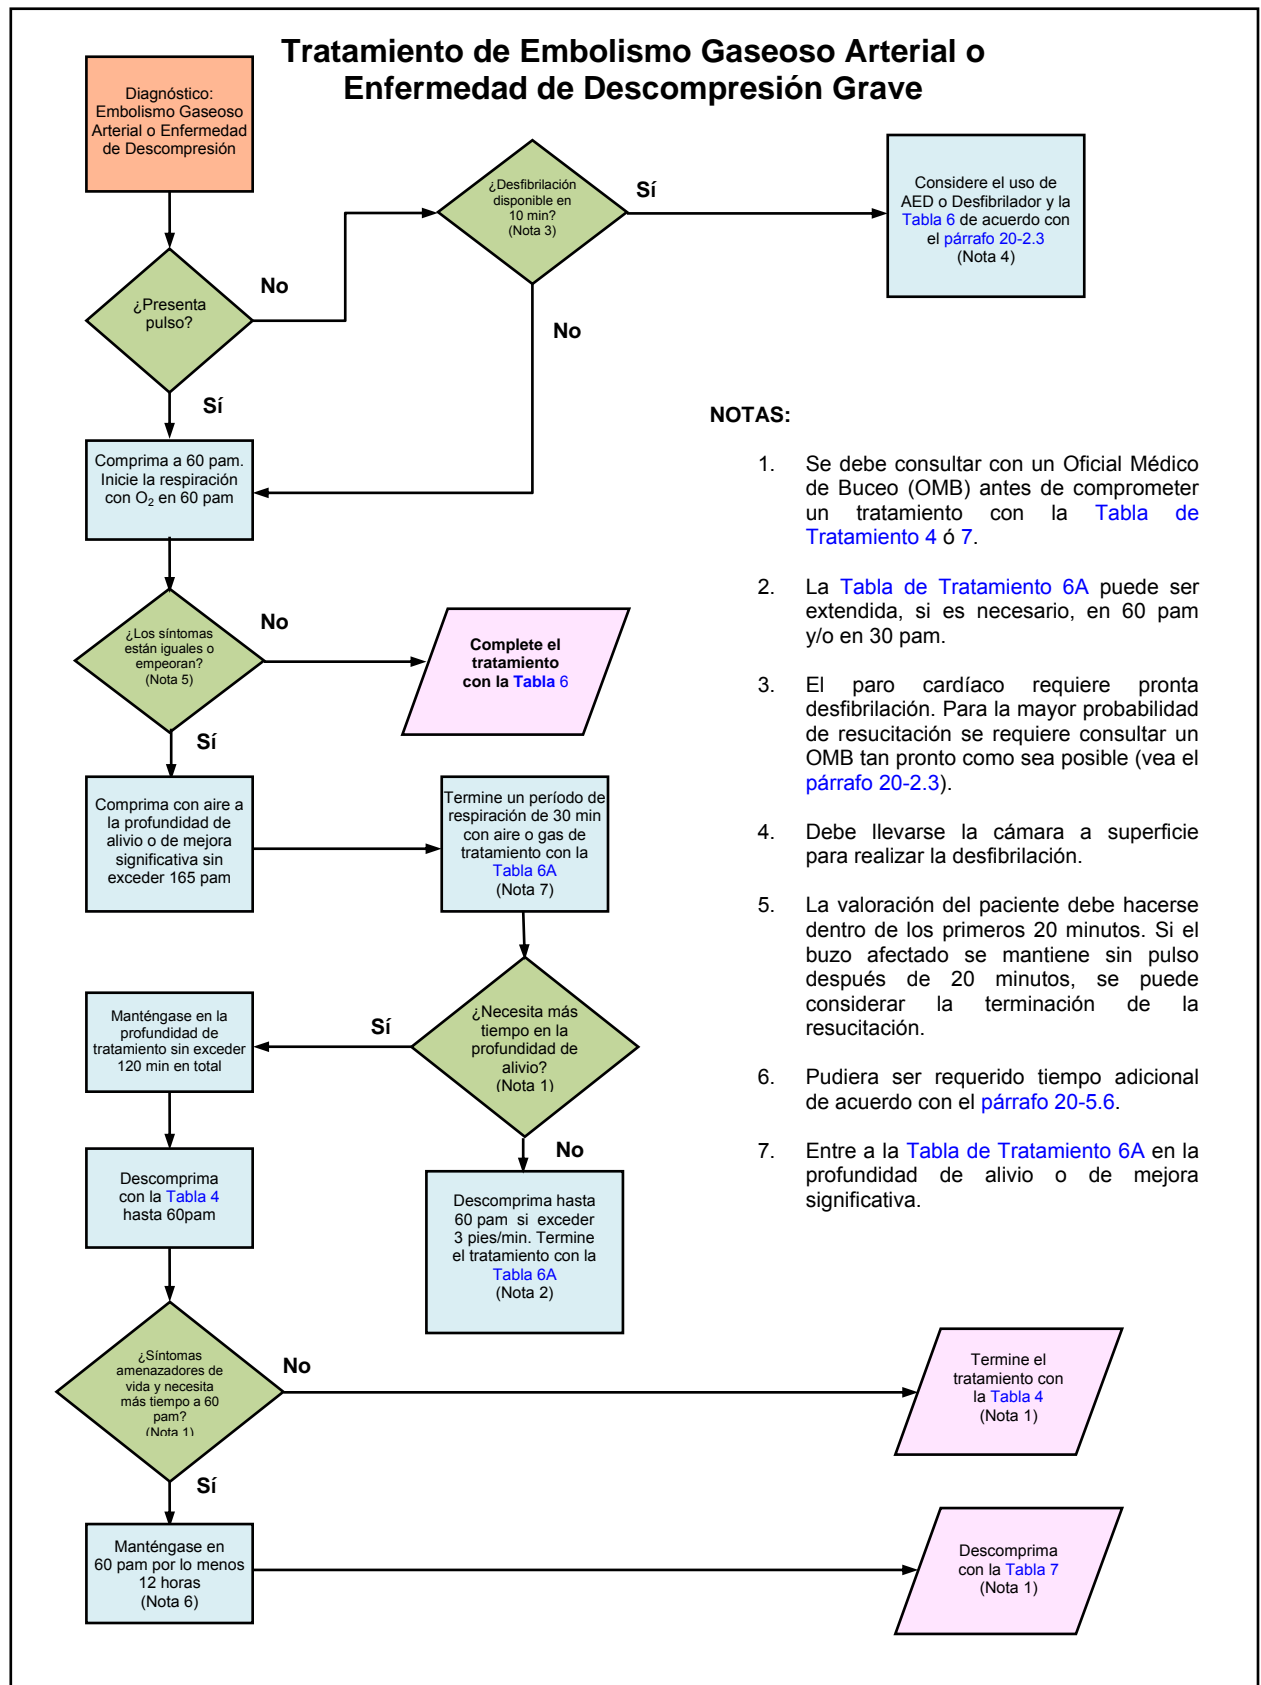 Tratamiento de Embolismo Gaseoso Arterial o
Enfermedad de Descompresión Grave
Diagnóstico:
Embolismo Gaseoso
Arterial o Enfermedad
de Descompresión
¿Desfibrilación
disponible en
10 min?
(Nota 3)
Sí
Considere el uso de
AED o Desfibrilador y la
Tabla 6 de acuerdo con
el párrafo 20-2.3
(Nota 4)
¿Presenta
pulso?
No
No
Sí
Comprima a 60 pam.
Inicie la respiración
con O₂ en 60 pam
¿Los síntomas
están iguales o
empeoran?
(Nota 5)
No
Complete el
tratamiento
con la Tabla 6
Sí
Comprima con aire a
la profundidad de
alivio o de mejora
significativa sin
exceder 165 pam
Termine un período de
respiración de 30 min
con aire o gas de
tratamiento con la
Tabla 6A
(Nota 7)
¿Necesita más
tiempo en la
profundidad de
alivio?
(Nota 1)
Sí
Manténgase en la
profundidad de
tratamiento sin exceder
120 min en total
No
Descomprima
con la Tabla 4
hasta 60pam
Descomprima hasta
60 pam si exceder
3 pies/min. Termine
el tratamiento con la
Tabla 6A
(Nota 2)
¿Síntomas
amenazadores de
vida y necesita
más tiempo a 60
pam?
(Nota 1)
No
Termine el
tratamiento con
la Tabla 4
(Nota 1)
Sí
Manténgase en
60 pam por lo menos
12 horas
(Nota 6)
Descomprima
con la Tabla 7
(Nota 1)
NOTAS:
1. Se debe consultar con un Oficial Médico
de Buceo (OMB) antes de comprometer
un tratamiento con la Tabla de
Tratamiento 4 ó 7.
2. La Tabla de Tratamiento 6A puede ser
extendida, si es necesario, en 60 pam
y/o en 30 pam.
3. El paro cardíaco requiere pronta
desfibrilación. Para la mayor probabilidad
de resucitación se requiere consultar un
OMB tan pronto como sea posible (vea el
párrafo 20-2.3).
4. Debe llevarse la cámara a superficie
para realizar la desfibrilación.
5. La valoración del paciente debe hacerse
dentro de los primeros 20 minutos. Si el
buzo afectado se mantiene sin pulso
después de 20 minutos, se puede
considerar la terminación de la
resucitación.
6. Pudiera ser requerido tiempo adicional
de acuerdo con el párrafo 20-5.6.
7. Entre a la Tabla de Tratamiento 6A en la
profundidad de alivio o de mejora
significativa.